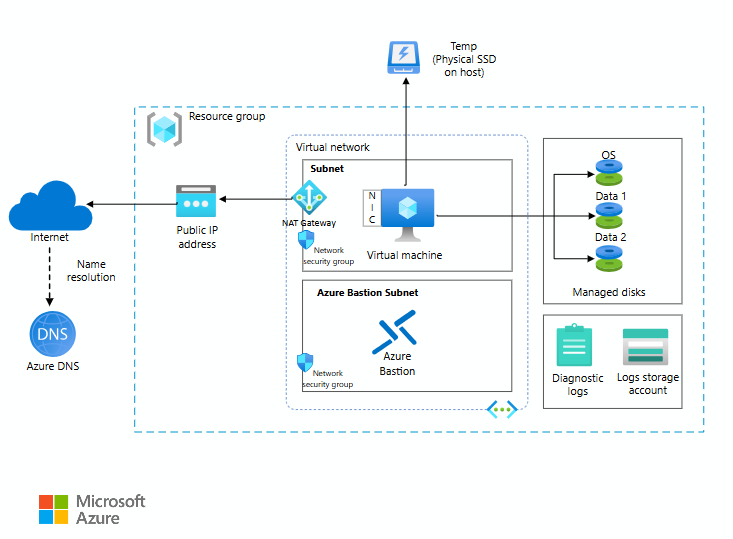 Temp
(Physical SSD
on host)
Resource group
Virtual network
Subnet
N
I
C
NAT Gateway
Network
security group
Virtual machine
OS
Data 1
Data 2
Managed disks
Internet
Public IP
address
Name
resolution
DNS
Azure DNS
Azure Bastion Subnet
Azure
Bastion
Network
security group
Diagnostic
logs
Logs storage
account
Microsoft
Azure